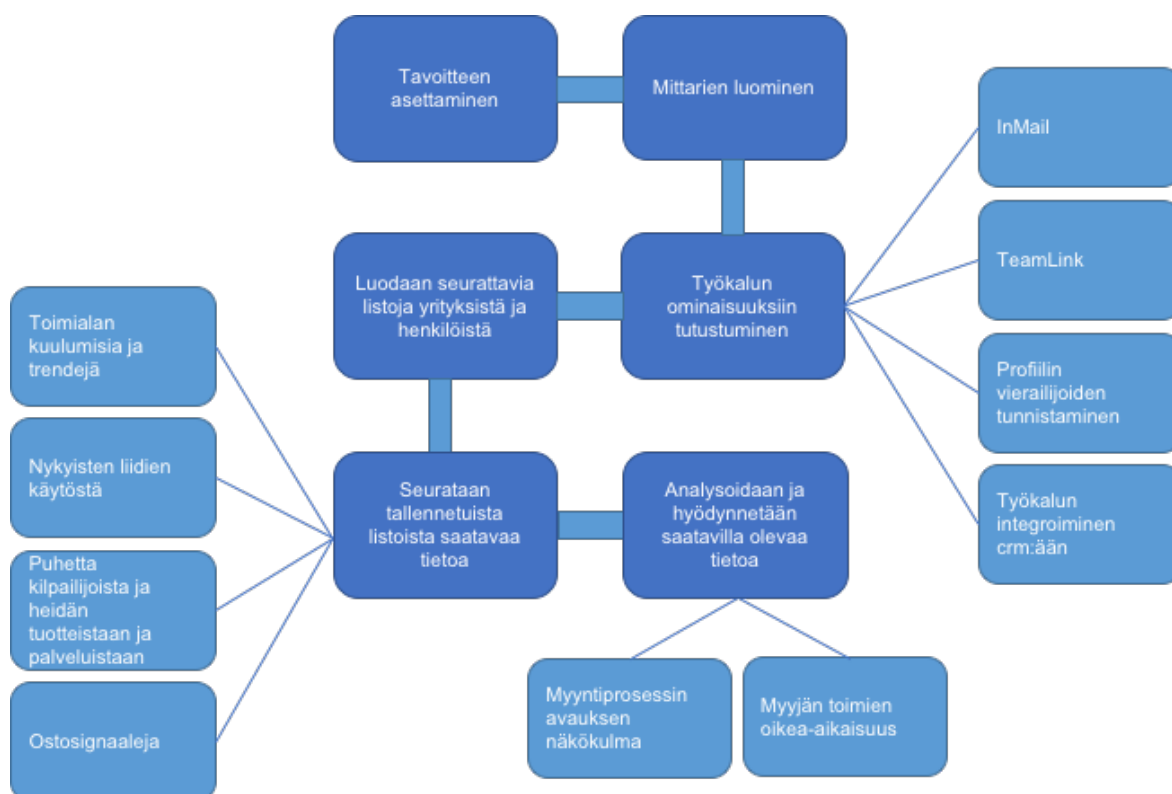 Tavoitteen
asettaminen
Mittarien luominen
InMail
TeamLink
Profiilin
vierailijoiden
tunnistaminen
Työkalun
integroiminen
crm:ään
Työkalun
ominaisuuksiin
tutustuminen
Luodaan seurattavia
listoja yrityksistä ja
henkilöistä
Toimialan
kuulumisia ja
trendejä
Nykyisten liidien
käytöstä
Puhetta
kilpailijoista ja
heidän
tuotteistaan ja
palveluistaan
Ostosignaaleja
Seurataan
tallennetuista
listoista saatavaa
tietoa
Analysoidaan ja
hyödynnetään
saatavilla olevaa
tietoa
Myyntiprosessin
avauksen
näkökulma
Myyjän toimien
oikea-aikaisuus